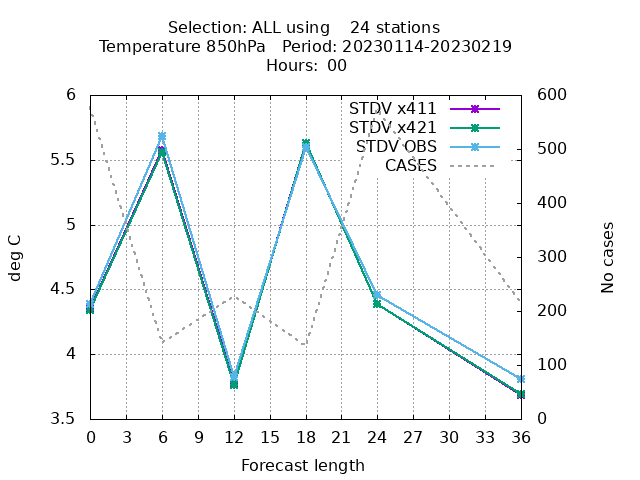 Selection: ALL using    24 stations
Temperature 850hPa   Period: 20230114-20230219
Hours:  00
STDV x411
STDV x421
STDV OBS
CASES
6
5.5
5
4.5
4
3.5
deg C
600
500
400
300
200
100
0
No cases
0 3 6 9 12 15 18 21 24 27 30 33 36
Forecast length